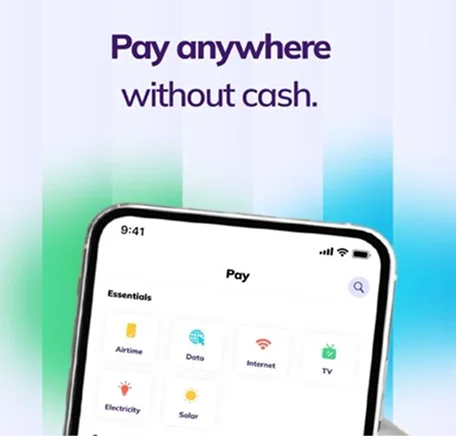 Pay anywhere
without cash.
9:41
Pay
Essentials
Airtime
Data
Internet
TV
Electricity
Solar